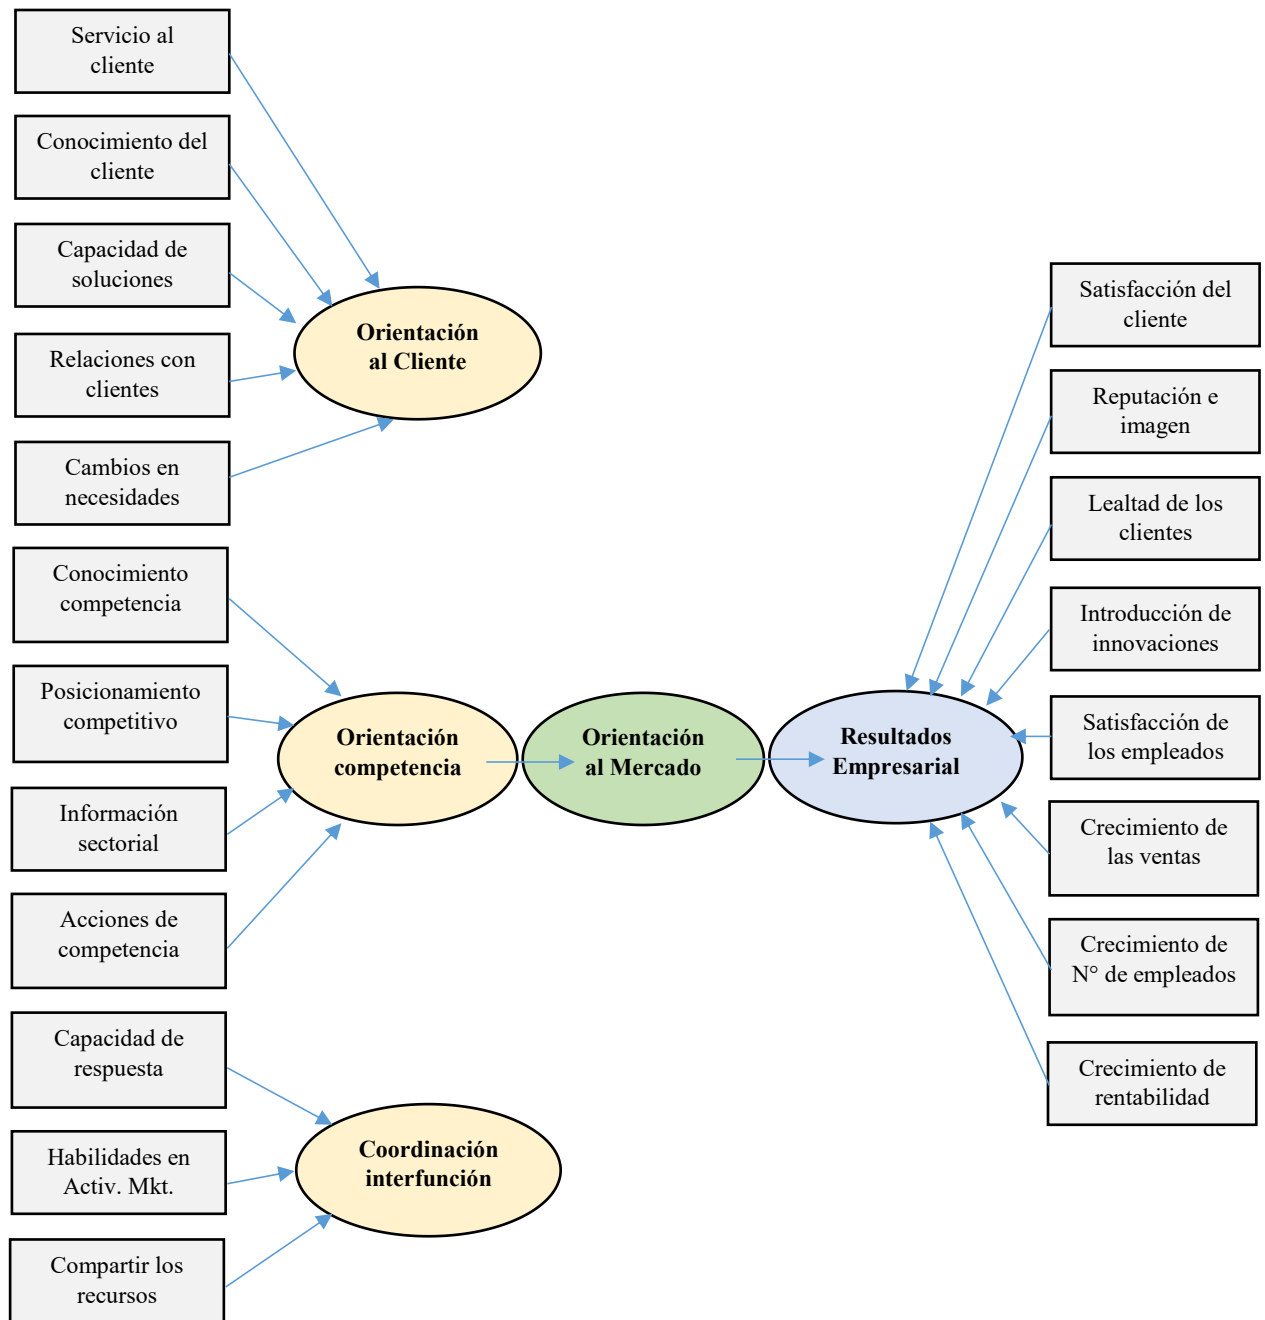 Servicio al
cliente
Conocimiento del
cliente
Capacidad de
soluciones
Relaciones con
clientes
Cambios en
necesidades
Conocimiento
competencia
Posicionamiento
competitivo
Información
sectorial
Acciones de
competencia
Capacidad de
respuesta
Habilidades en
Activ. Mkt.
Compartir los
recursos
Orientación
al Cliente
Orientación
competencia
Coordinación
interfunción
Orientación
al Mercado
Resultados
Empresarial
Satisfacción del
cliente
Reputación e
imagen
Lealtad de los
clientes
Introducción de
innovaciones
Satisfacción de
los empleados
Crecimiento de
las ventas
Crecimiento de
N° de empleados
Crecimiento de
rentabilidad